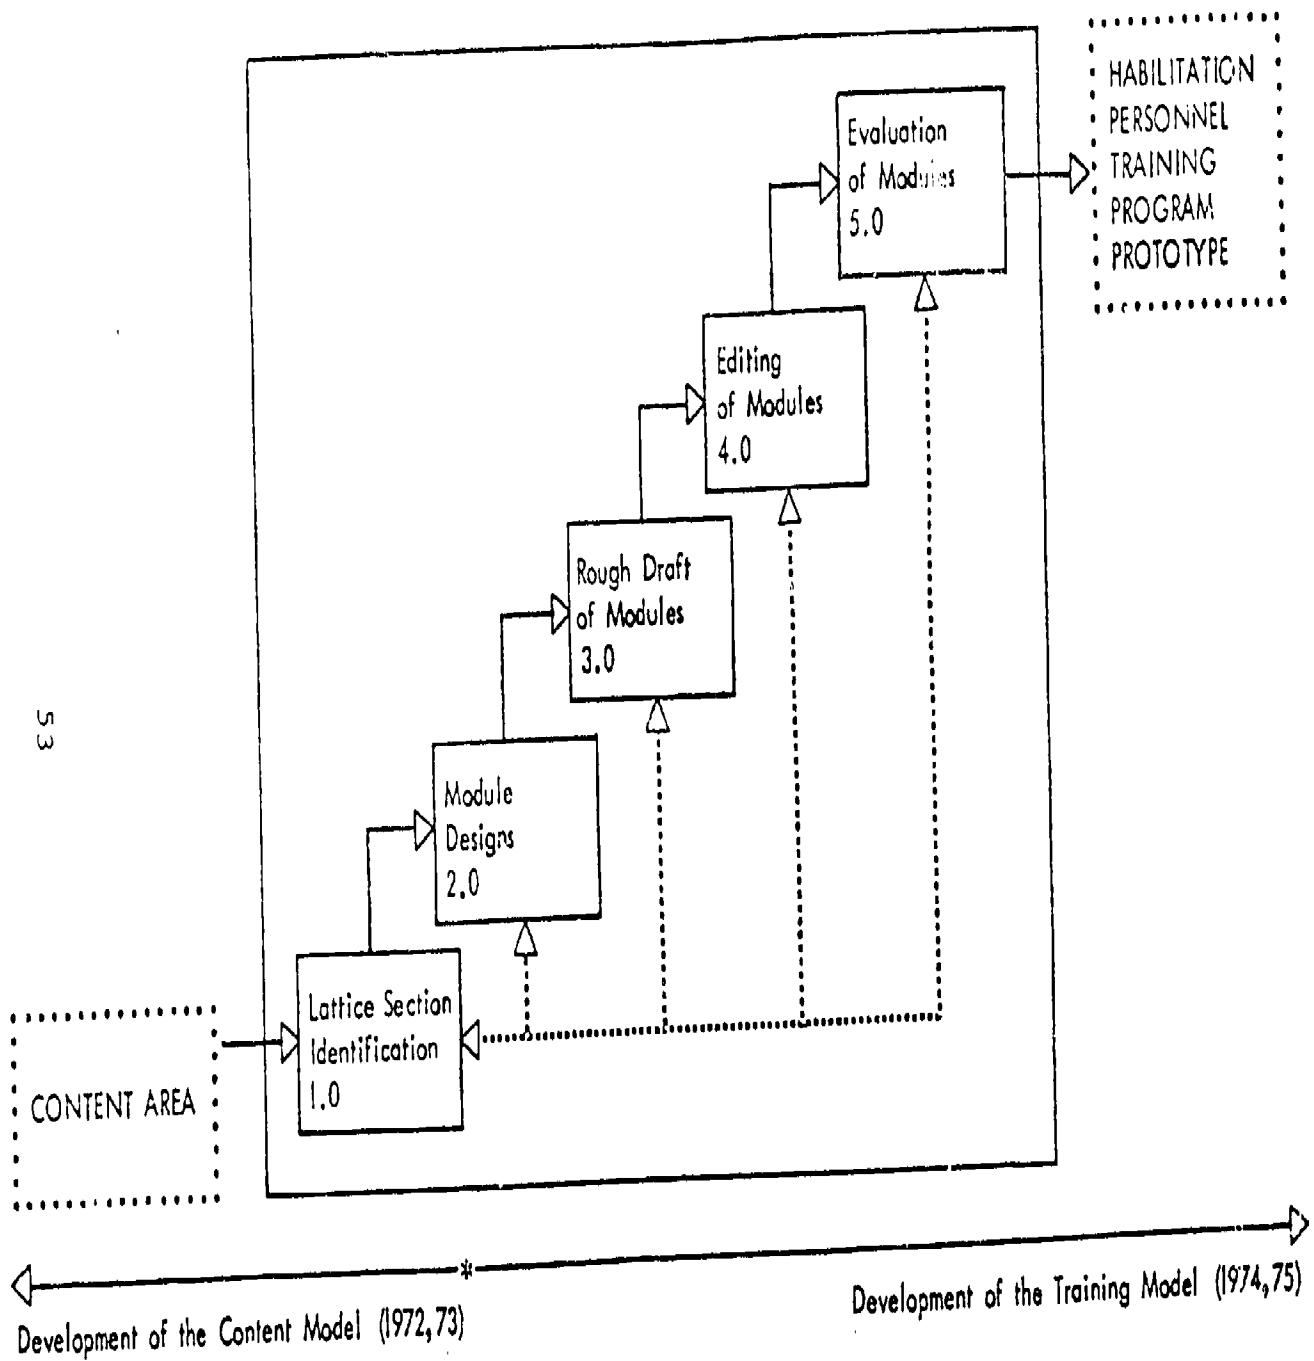 HABILITATION
PERSONNEL
TRAINING
PROGRAM
PROTOTYPE
Evaluation
of Modules
5.0
Editing
of Modules
4.0
Rough Draft
of Modules
3.0
53
Module
Designs
2.0
Lattice Section
Identification
1.0
CONTENT AREA
*
Development of the Content Model (1972,73)
Development of the Training Model (1974,75)